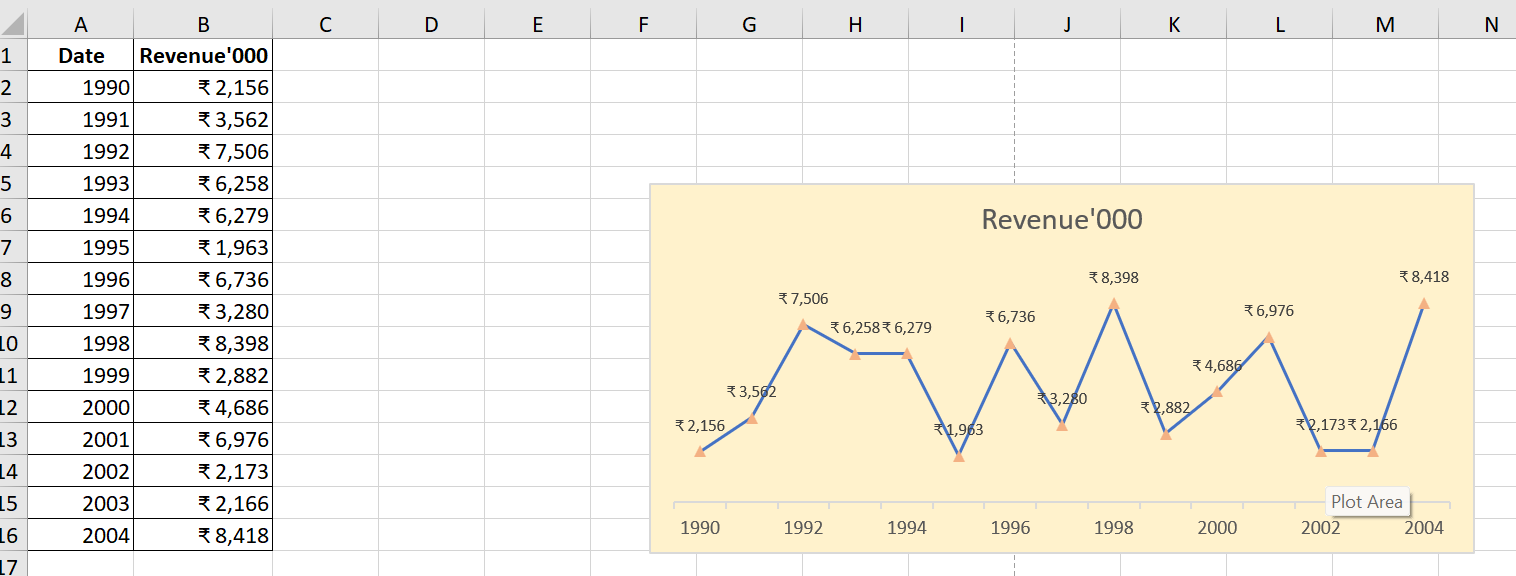 A B C D E F G H I J K L M N
1 Date Revenue'000
2 1990 ₹ 2,156
3 1991 ₹ 3,562
4 1992 ₹ 7,506
5 1993 ₹ 6,258
6 1994 ₹ 6,279
7 1995 ₹ 1,963
8 1996 ₹ 6,736
9 1997 ₹ 3,280
10 1998 ₹ 8,398
11 1999 ₹ 2,882
12 2000 ₹ 4,686
13 2001 ₹ 6,976
14 2002 ₹ 2,173
15 2003 ₹ 2,166
16 2004 ₹ 8,418
17
Revenue'000
₹ 2,156 ₹ 3,562 ₹ 7,506 ₹ 6,258 ₹ 6,279 ₹ 1,963 ₹ 6,736 ₹ 3,280 ₹ 8,398 ₹ 2,882 ₹ 4,686 ₹ 6,976 ₹ 2,173 ₹ 2,166 ₹ 8,418
Plot Area
1990 1992 1994 1996 1998 2000 2002 2004